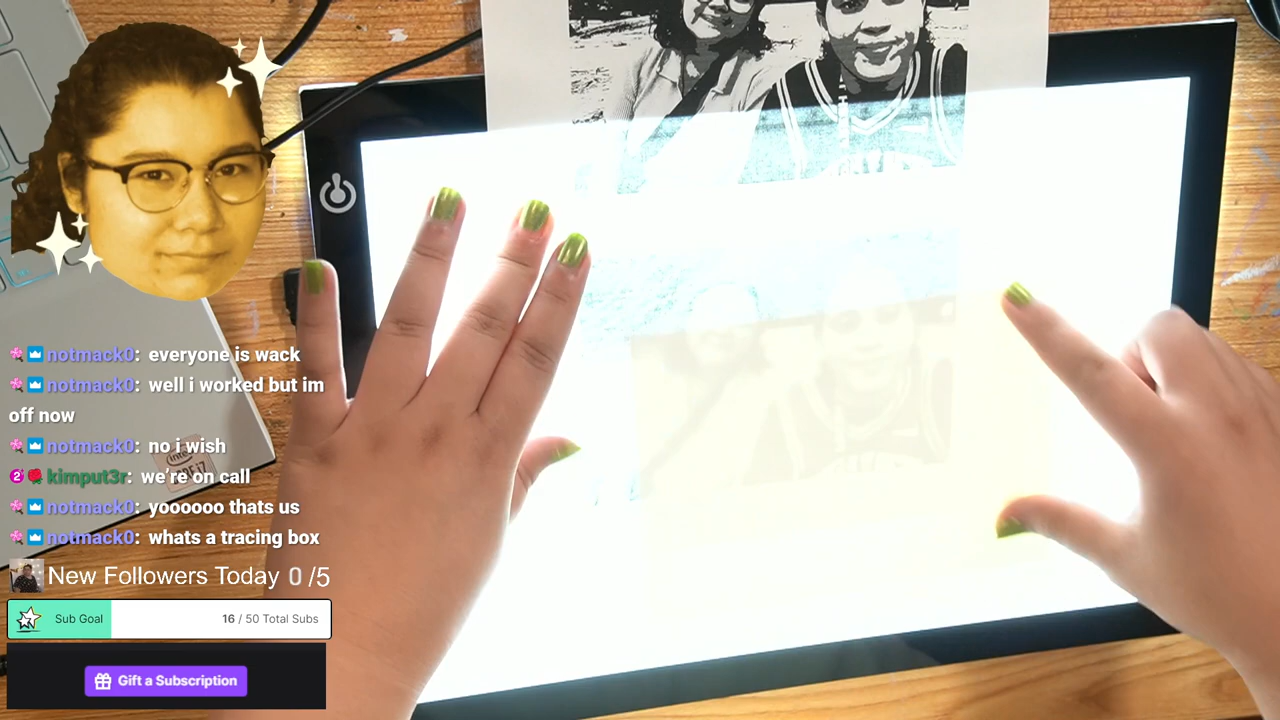 notmack0: everyone is wack
notmack0: well i worked but im
off now
notmack0: no i wish
2 kimput3r: we're on call
notmack0: yoooooo thats us
notmack0: whats a tracing box
New Followers Today 0 /5
Sub Goal 16 / 50 Total Subs
Gift a Subscription